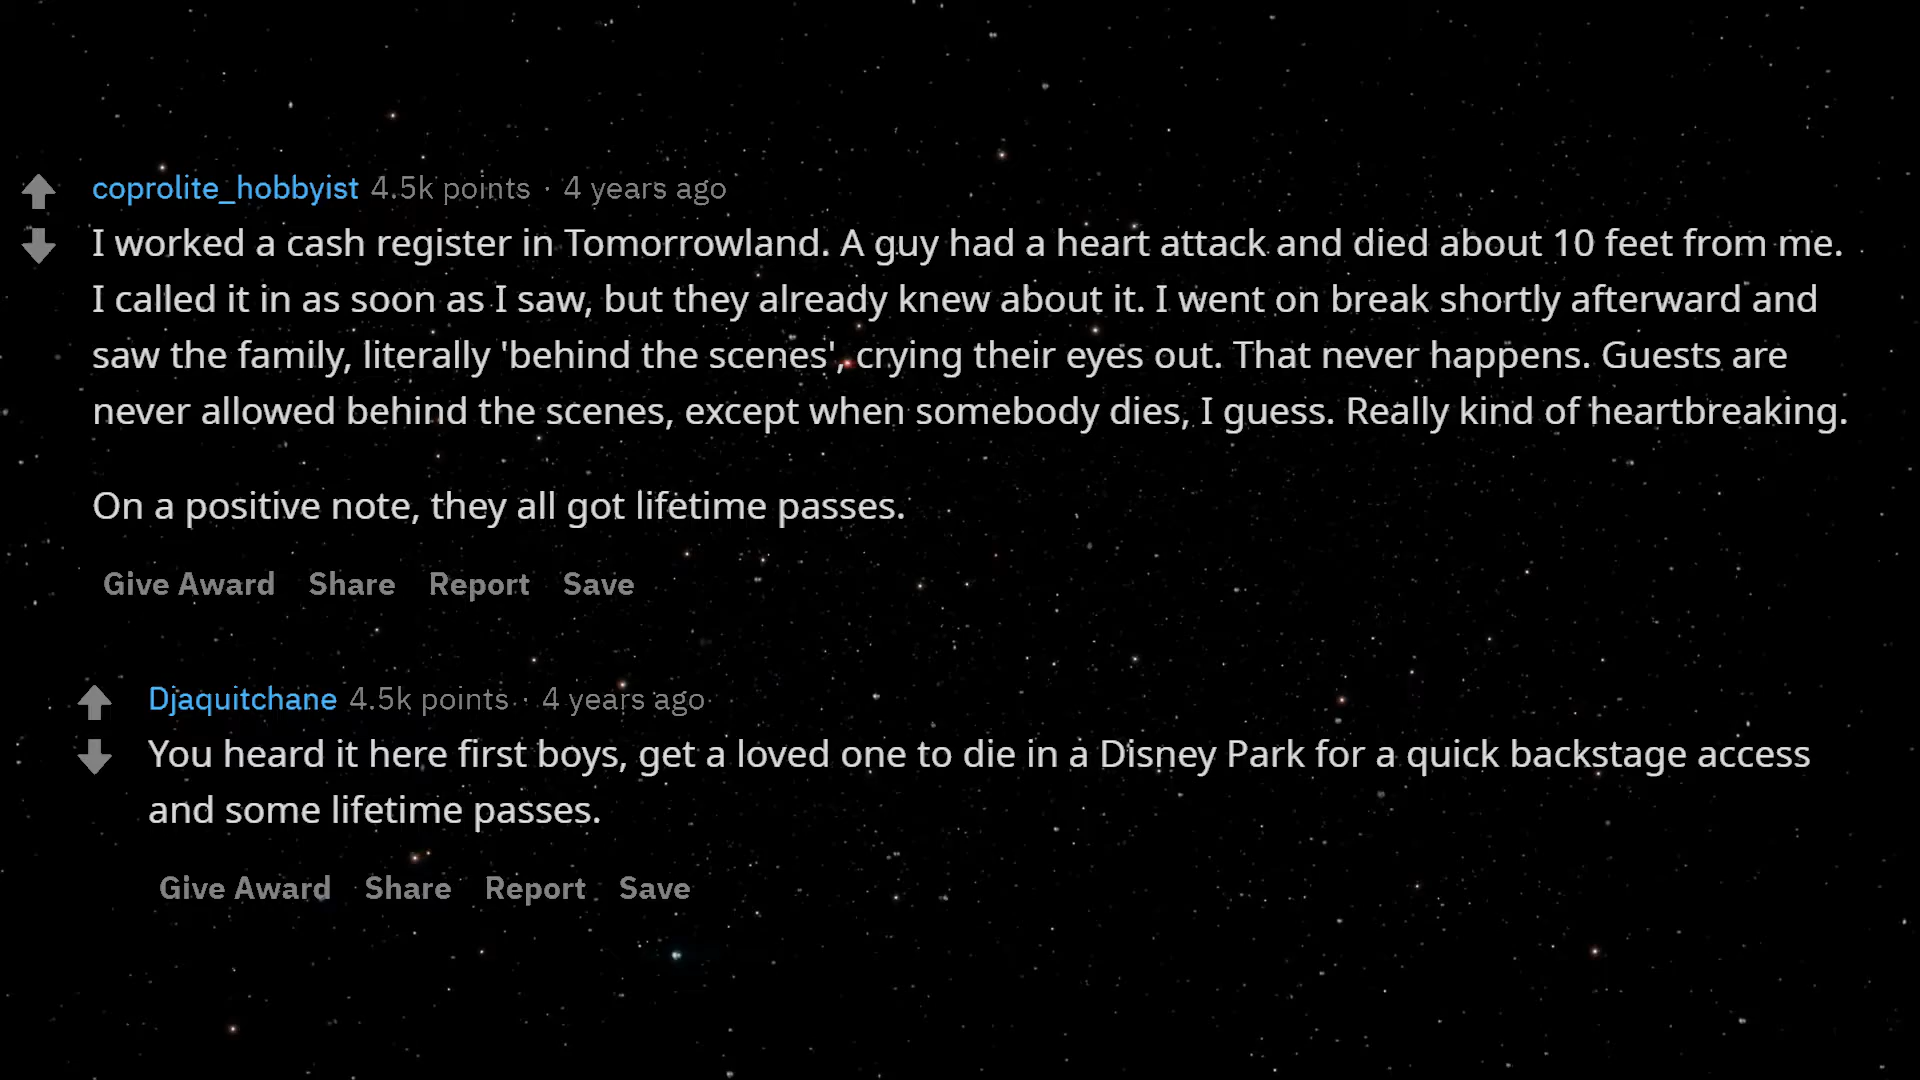 coprolite_hobbyist 4.5k points · 4 years ago
I worked a cash register in Tomorrowland. A guy had a heart attack and died about 10 feet from me.
I called it in as soon as I saw, but they already knew about it. I went on break shortly afterward and
saw the family, literally 'behind the scenes', crying their eyes out. That never happens. Guests are
never allowed behind the scenes, except when somebody dies, I guess. Really kind of heartbreaking.
On a positive note, they all got lifetime passes.
Give Award Share Report Save
Djaquitchane 4.5k points · 4 years ago
You heard it here first boys, get a loved one to die in a Disney Park for a quick backstage access
and some lifetime passes.
Give Award Share Report Save